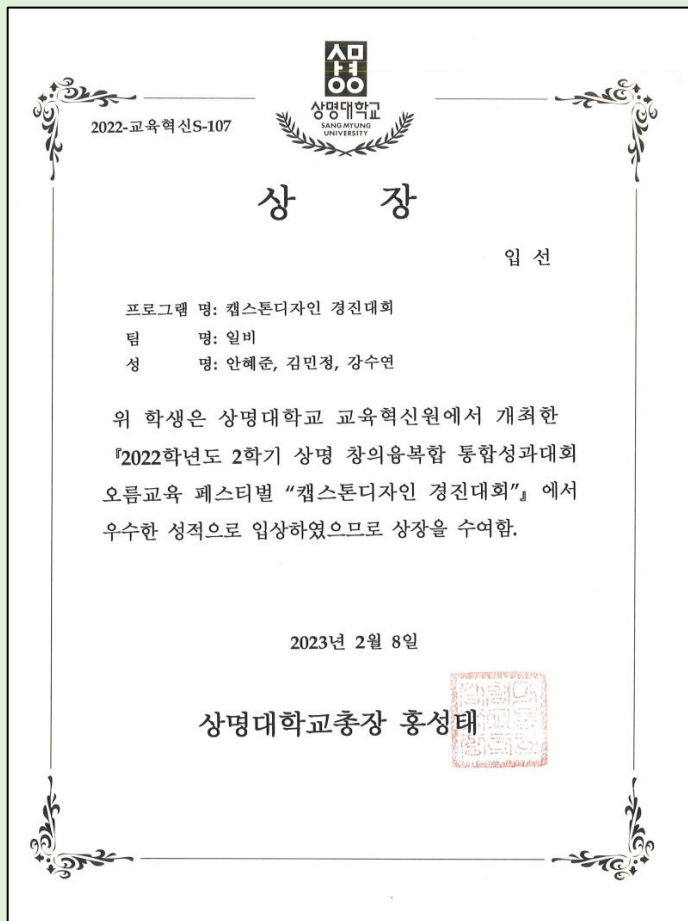 상명
상명대학교
SANGMYUNG
UNIVERSITY
2022-교육혁신S-107
상 장
입 선
프로그램 명: 캡스톤디자인 경진대회
팀 명: 일비
성 명: 안혜준, 김민정, 강수연
위 학생은 상명대학교 교육혁신원에서 개최한
『2022학년도 2학기 상명 창의융복합 통합성과대회
오름교육 페스티벌 “캡스톤디자인 경진대회”』 에서
우수한 성적으로 입상하였으므로 상장을 수여함.
2023년 2월 8일
상명대학교총장 홍성태